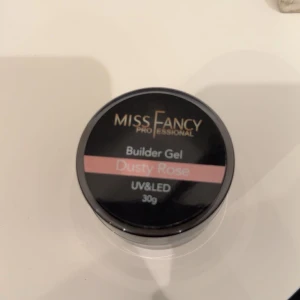 MISS FANCY
PROFESSIONAL
Builder Gel
Dusty Rose
UV&LED
30g